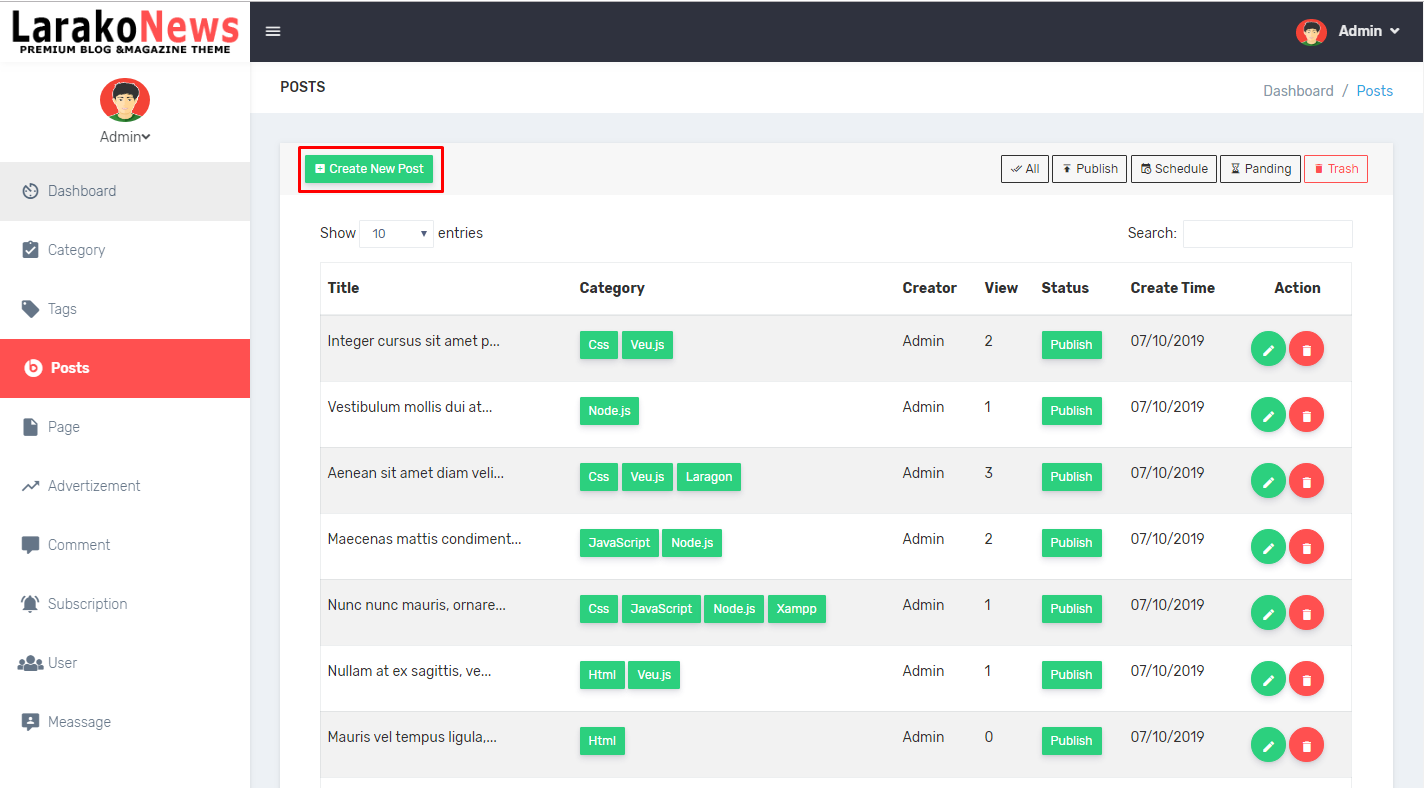 LarakoNews
PREMIUM BLOG &MAGAZINE THEME
Admin
Admin
Dashboard
Category
Tags
Posts
Page
Advertizement
Comment
Subscription
User
Meassage
POSTS
Dashboard / Posts
Create New Post
All Publish Schedule Panding Trash
Show 10 entries
Search:
Title Category Creator View Status Create Time Action
Integer cursus sit amet p... Css Veu.js Admin 2 Publish 07/10/2019
Vestibulum mollis dui at... Node.js Admin 1 Publish 07/10/2019
Aenean sit amet diam veli... Css Veu.js Laragon Admin 3 Publish 07/10/2019
Maecenas mattis condiment... JavaScript Node.js Admin 2 Publish 07/10/2019
Nunc nunc mauris, ornare... Css JavaScript Node.js Xampp Admin 1 Publish 07/10/2019
Nullam at ex sagittis, ve... Html Veu.js Admin 1 Publish 07/10/2019
Mauris vel tempus ligula,... Html Admin 0 Publish 07/10/2019